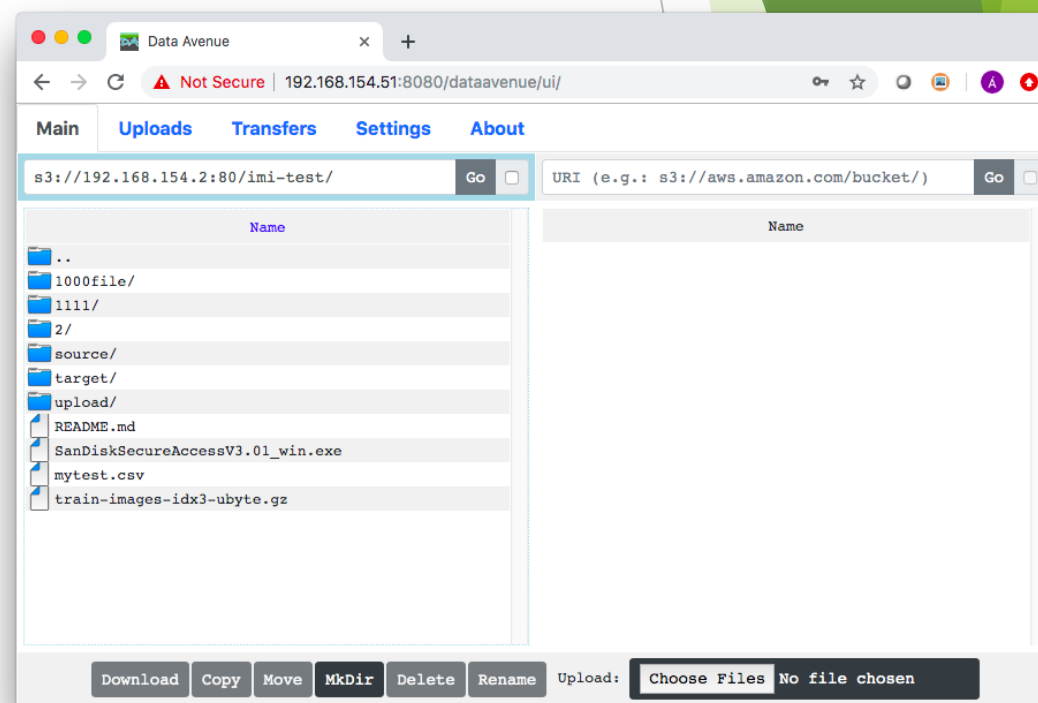 Data Avenue
Not Secure 192.168.154.51:8080/dataavenue/ui/ Á
Main Uploads Transfers Settings About
s3://192.168.154.2:80/imi-test/ Go URI (e.g.: s3://aws.amazon.com/bucket/) Go
Name Name
..
1000file/
1111/
2/
source/
target/
upload/
README.md
SanDiskSecureAccessV3.01_win.exe
mytest.csv
train-images-idx3-ubyte.gz
Download Copy Move MkDir Delete Rename Upload: Choose Files No file chosen